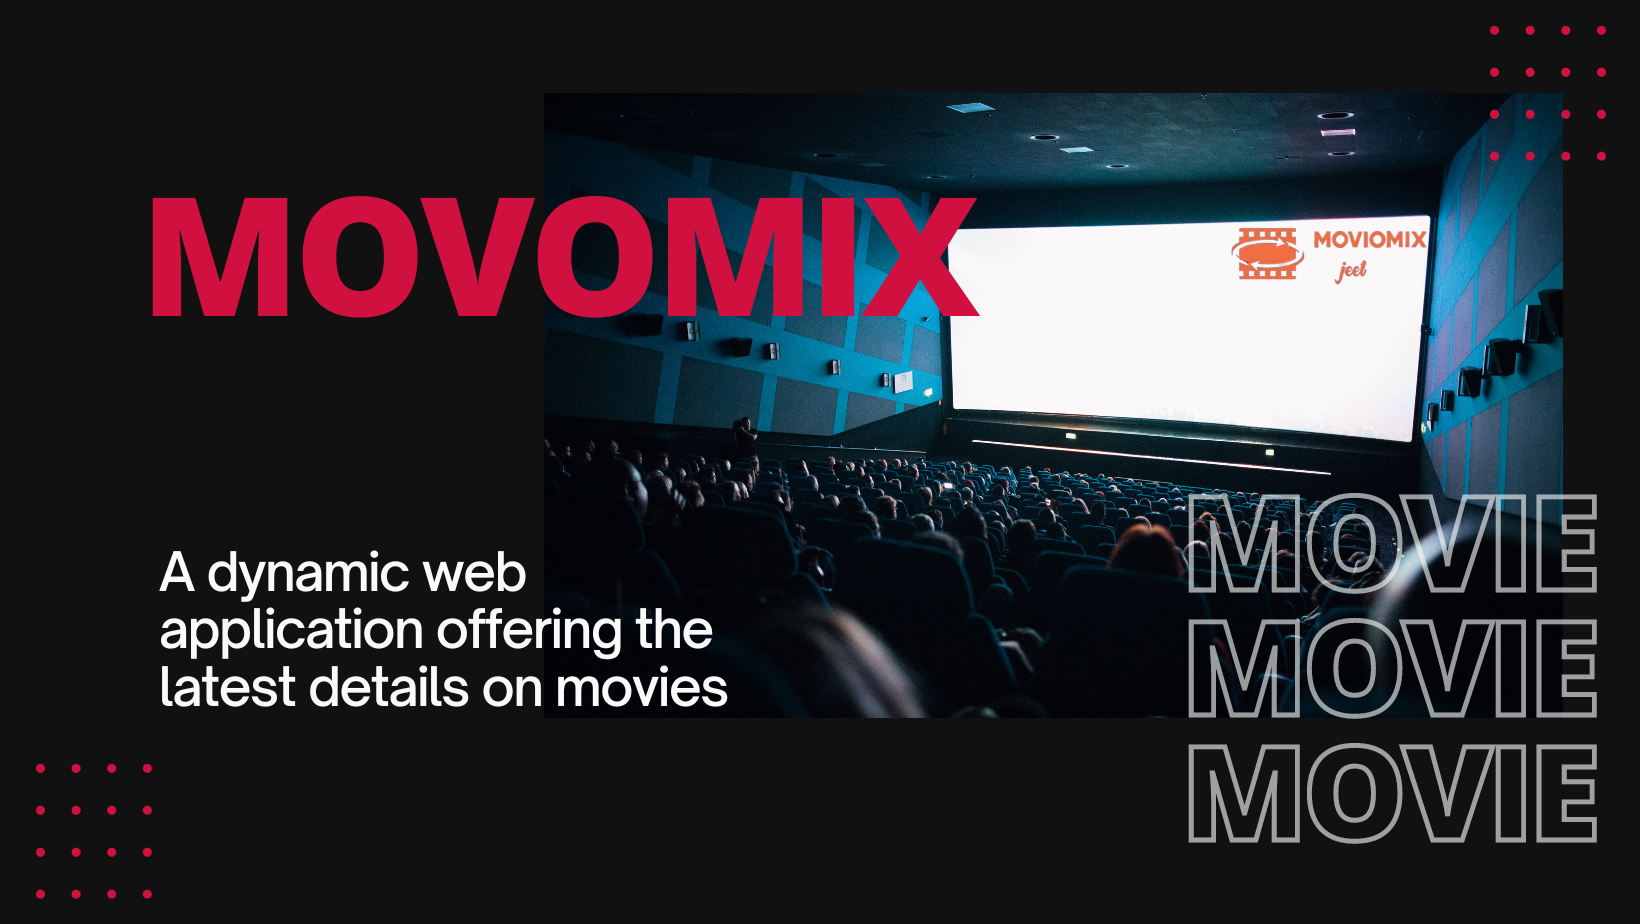 MOVOMIX
MOVIOMIX
jeet
A dynamic web
application offering the
latest details on movies
MOVIE
MOVIE
MOVIE